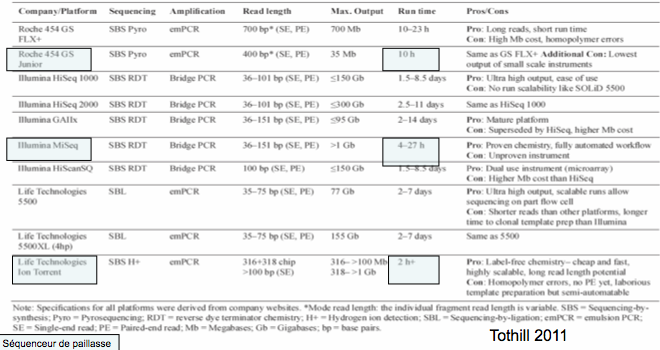 Company/Platform Sequencing Amplification Read length Max. Output Run time Pros/Cons
Roche 454 GS FLX+ SBS Pyro emPCR 700 bp* (SE, PE) 700 Mb 10–23 h Pro: Long reads, short run time
Con: High Mb cost, homopolymer errors
Roche 454 GS Junior SBS Pyro emPCR 400 bp* (SE, PE) 35 Mb 10 h Same as GS FLX+ Additional Con: Lowest
output of small scale instruments
Illumina HiSeq 1000 SBS RDT Bridge PCR 36–101 bp (SE, PE) ≤150 Gb 1.5–8.5 days Pro: Ultra high output, ease of use
Con: No run scalability like SOLiD 5500
Illumina HiSeq 2000 SBS RDT Bridge PCR 36–101 bp (SE, PE) ≤300 Gb 2.5–11 days Same as HiSeq 1000
Illumina GAIIx SBS RDT Bridge PCR 36–151 bp (SE, PE) ≤95 Gb 2–14 days Pro: Mature platform
Con: Superseded by HiSeq, higher Mb cost
Illumina MiSeq SBS RDT Bridge PCR 36–151 bp (SE, PE) >1 Gb 4–27 h Pro: Proven chemistry, fully automated workflow
Con: Unproven instrument
Illumina HiScanSQ SBS RDT Bridge PCR 100 bp (SE, PE) ≤150 Gb 1.5–8.5 days Pro: Dual use instrument (microarray)
Con: Higher Mb cost than HiSeq
Life Technologies 5500 SBL emPCR 35–75 bp (SE, PE) 77 Gb 2–7 days Pro: Ultra high output, scalable runs allow
sequencing on part flow cell
Con: Shorter reads than other platforms, longer
time to clonal template prep than Illumina
Life Technologies 5500XL (4hp) SBL emPCR 35–75 bp (SE, PE) 155 Gb 2–7 days Same as 5500
Life Technologies Ion Torrent SBS H+ emPCR 316+318 chip >100 bp (SE) 316– >100 Mb 318– >1 Gb 2 h+ Pro: Label-free chemistry– cheap and fast,
highly scalable, long read length potential
Con: Homopolymer errors, no PE yet, laborious
template preparation but semi-automatable
Note: Specifications for all platforms were derived from company websites. *Mode read length: the individual fragment read length is variable. SBS = Sequencing-by-
synthesis; Pyro = Pyrosequencing; RDT = reverse dye terminator chemistry; H+ = Hydrogen ion detection; SBL = Sequencing-by-ligation; emPCR = emulsion PCR;
SE = Single-end read; PE = Paired-end read; Mb = Megabases; Gb = Gigabases; bp = base pairs.
Tothill 2011
Séquenceur de paillasse